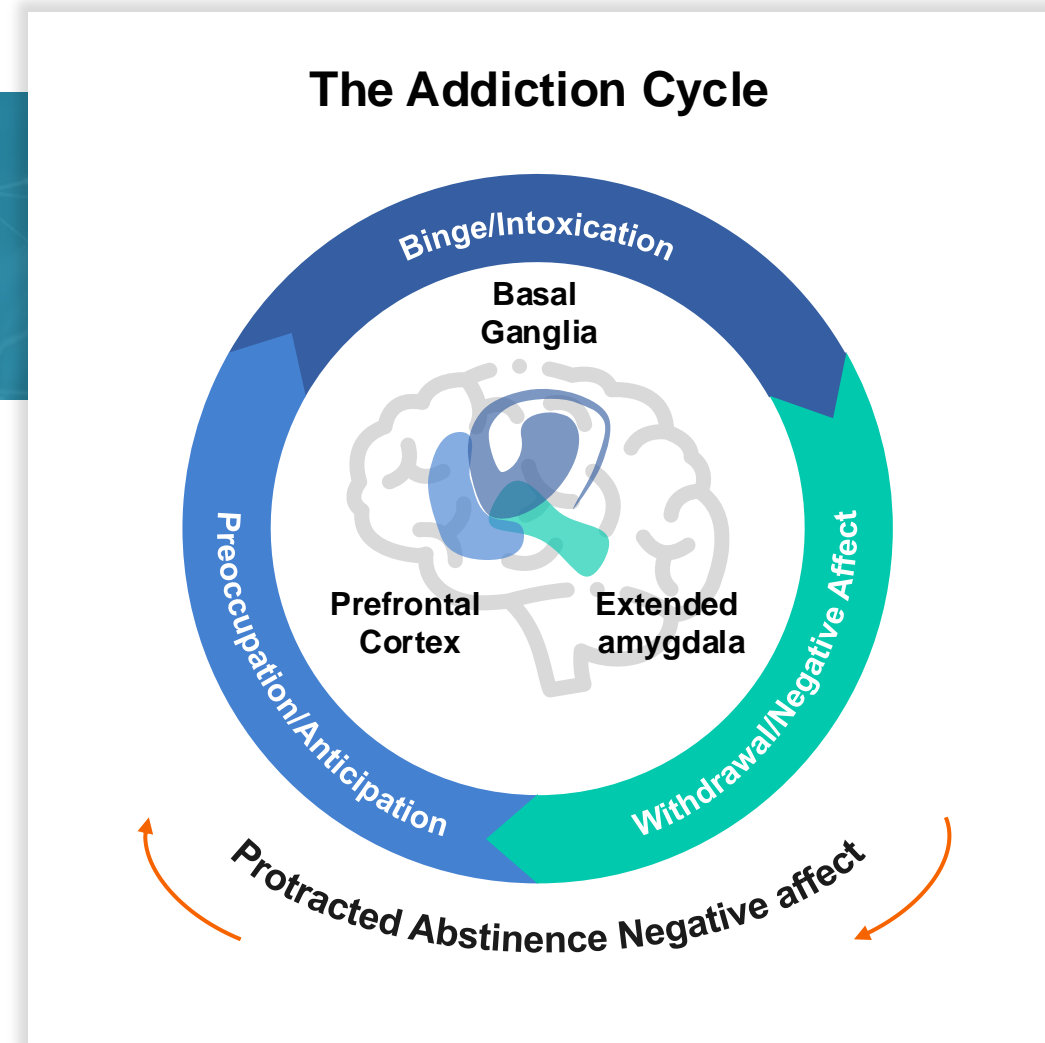 The Addiction Cycle
Binge/Intoxication
Basal
Ganglia
Prefrontal
Cortex
Extended
amygdala
Preoccupation/Anticipation
Withdrawal/Negative Affect
Protracted Abstinence Negative affect